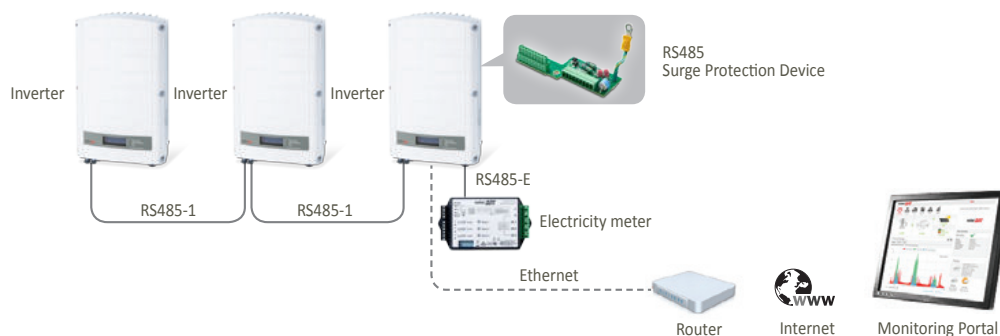 RS485
Surge Protection Device
Inverter
Inverter
Inverter
RS485-1
RS485-1
RS485-E
Electricity meter
Ethernet
WWW
Router
Internet
Monitoring Portal